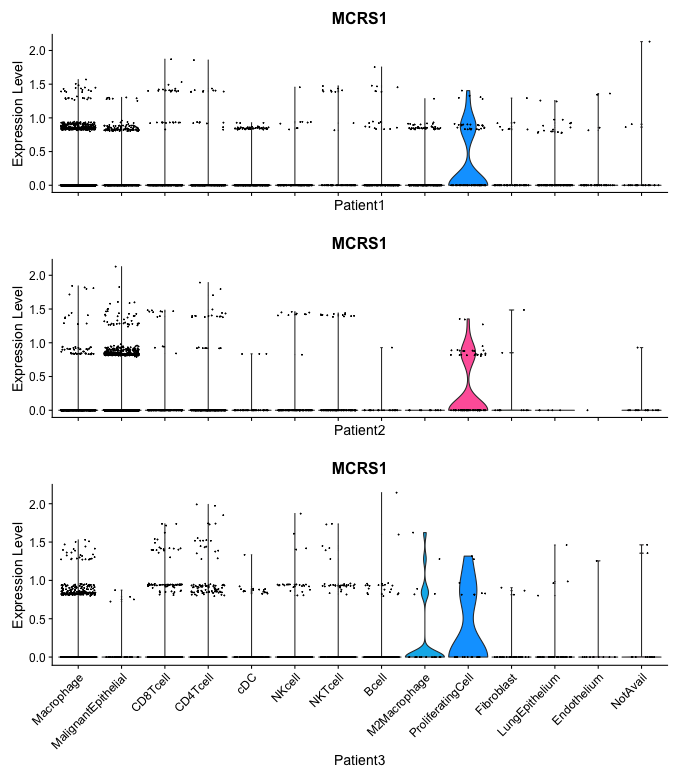 MCRS1
Expression Level
2.0
1.5
1.0
0.5
0.0
Patient1
MCRS1
Expression Level
2.0
1.5
1.0
0.5
0.0
Patient2
MCRS1
Expression Level
2.0
1.5
1.0
0.5
0.0
Macrophage
MalignantEpithelial
CD8Tcell
CD4Tcell
cDC
NKcell
NKTcell
Bcell
M2Macrophage
ProliferatingCell
Fibroblast
LungEpithelium
Endothelium
NotAvail
Patient3